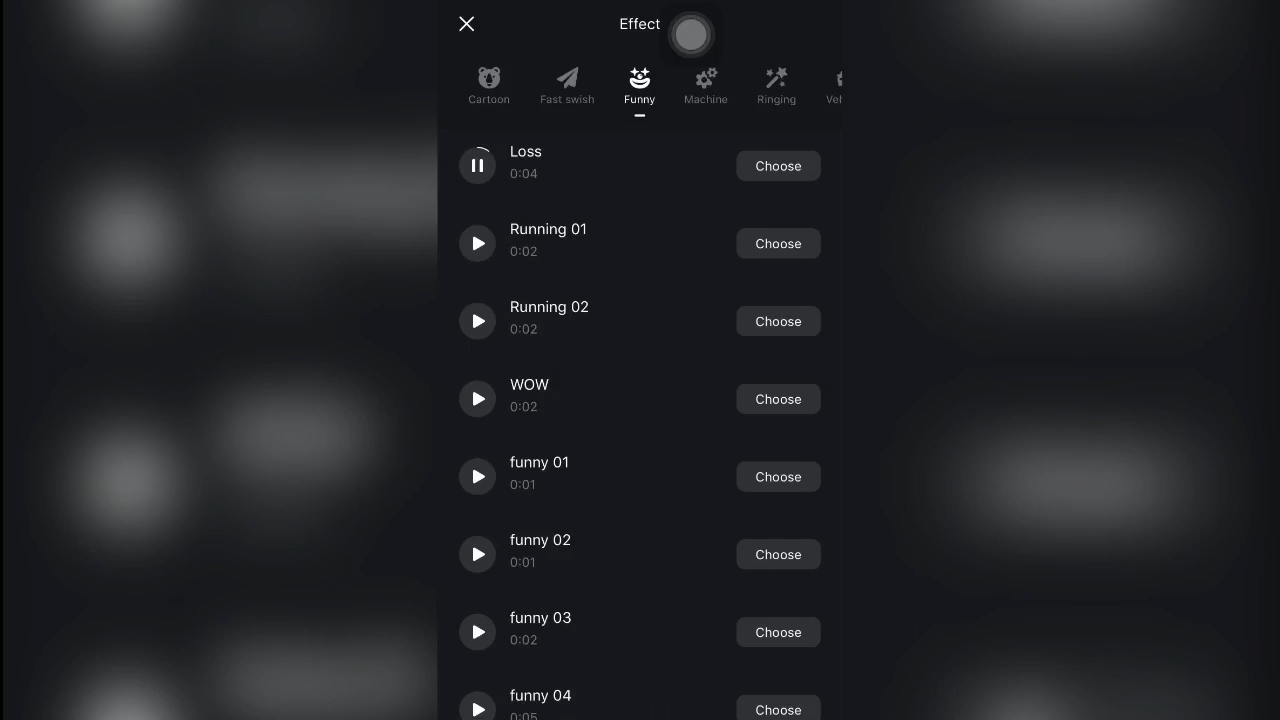 Effect
Cartoon
Fast swish
Funny
Machine
Ringing
Loss
0:04
Choose
Running 01
0:02
Choose
Running 02
0:02
Choose
WOW
0:02
Choose
funny 01
0:01
Choose
funny 02
0:01
Choose
funny 03
0:02
Choose
funny 04
0:05
Choose